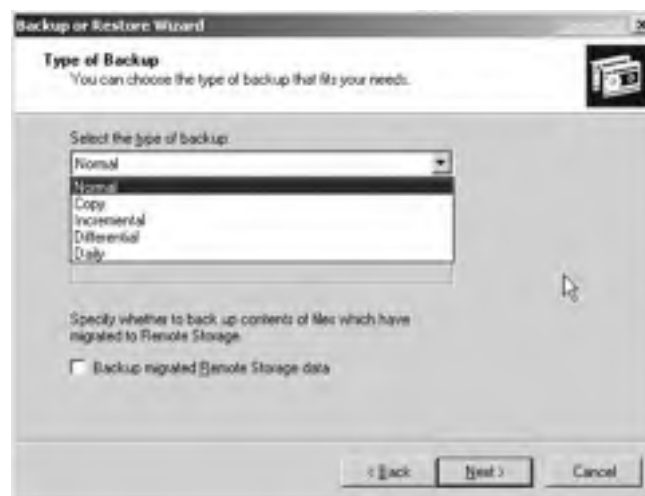 Backup or Restore Wizard
Type of Backup
You can choose the type of backup that fits your needs.
Select the type of backup
Normal
Normal
Copy
Incremental
Differential
Daily
Specify whether to back up contents of files which have
migrated to Remote Storage.
Backup migrated Remote Storage data
< Back
Next >
Cancel